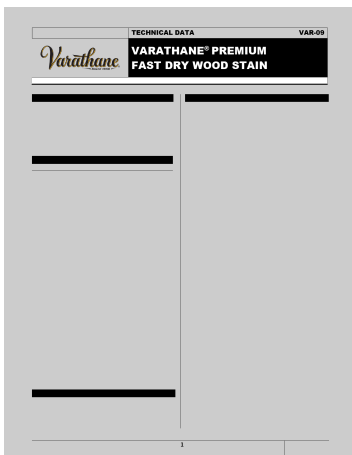 TECHNICAL DATA VAR-09
Varathane
VARATHANE® PREMIUM
FAST DRY WOOD STAIN
1